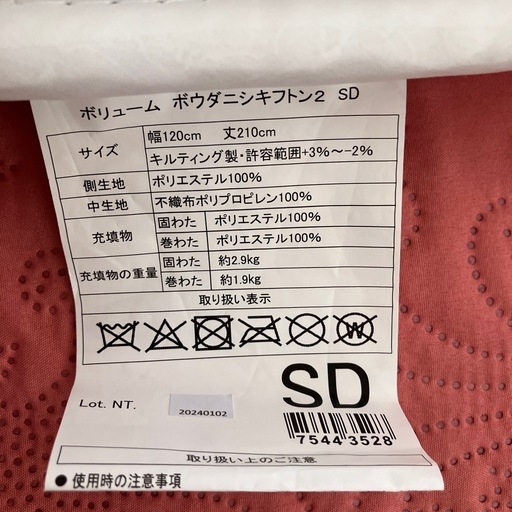 ボリューム ボウダニシキフトン2 SD
サイズ 幅120cm 丈210cm
キルティング製・許容範囲+3%~-2%
側生地 ポリエステル100%
中生地 不織布ポリプロピレン100%
充填物 固わた ポリエステル100%
巻わた ポリエステル100%
充填物の重量 固わた 約2.9kg
巻わた 約1.9kg
取り扱い表示
W
SD
Lot. NT. 20240102
7544 3528
取り扱い上のご注意
● 使用時の注意事項